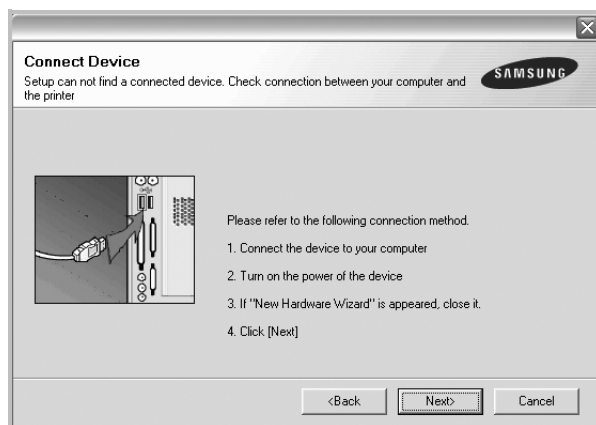 Connect Device
Setup can not find a connected device. Check connection between your computer and
the printer
SAMSUNG
Please refer to the following connection method.
1. Connect the device to your computer
2. Turn on the power of the device
3. If "New Hardware Wizard" is appeared, close it.
4. Click [Next]
<Back
Next>
Cancel